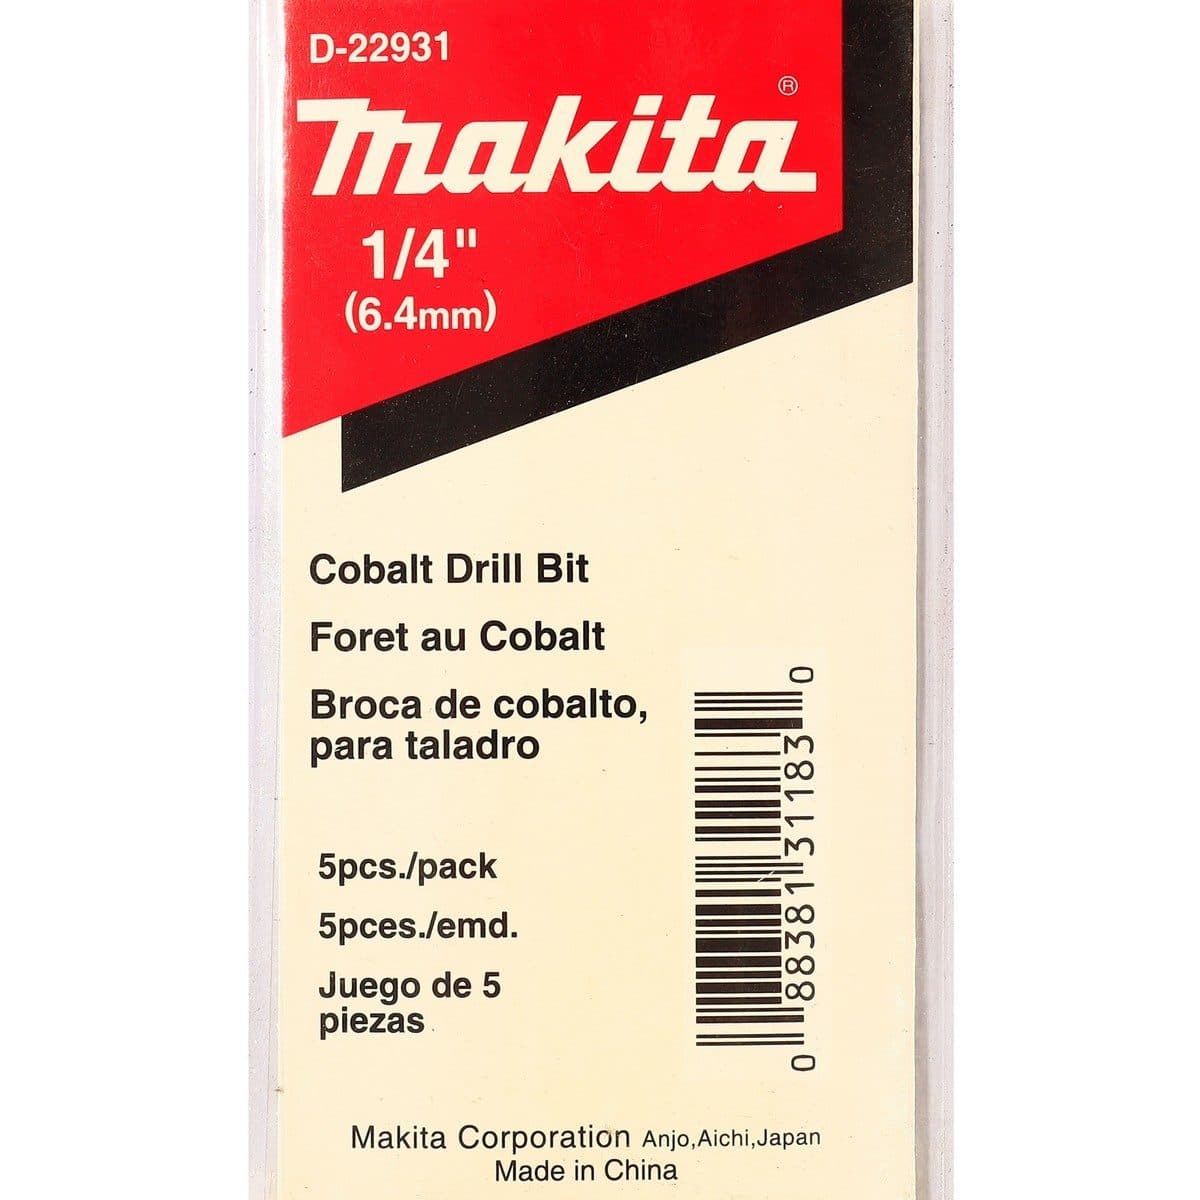 D-22931
makita®
1/4"
(6.4mm)
Cobalt Drill Bit
Foret au Cobalt
Broca de cobalto,
para taladro
5pcs./pack
5pces./emd.
Juego de 5
piezas
0 88381 31183 0
Makita Corporation Anjo,Aichi,Japan
Made in China